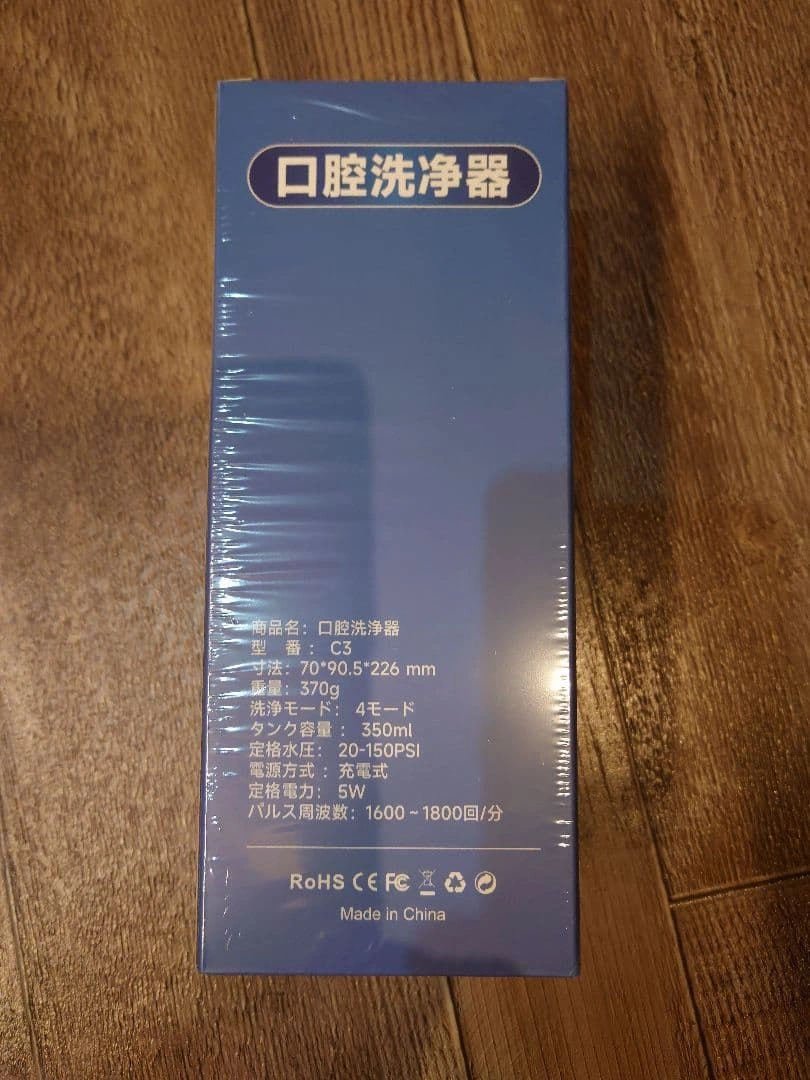 口腔洗净器
商品名：口腔洗浄器
型　番：C3
寸法：70*90.5*226 mm
重量：370g
洗浄モード：4モード
タンク容量：350ml
定格水圧：20-150PSI
電源方式：充電式
定格電力：5W
パルス周波数：1600~1800回/分
RoHS CE FC
Made in China